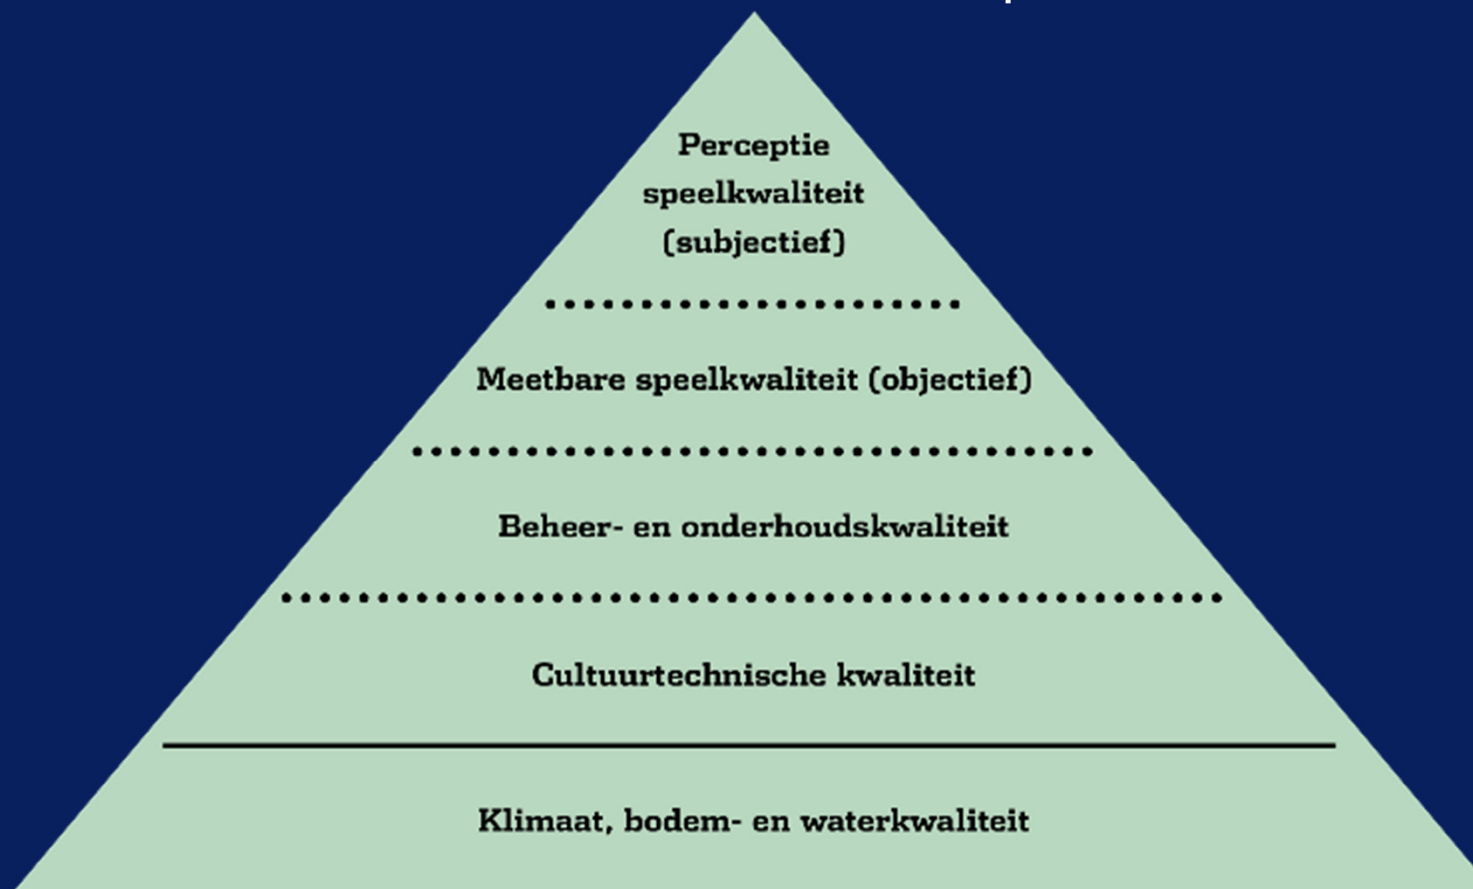 Perceptie
speelkwaliteit
(subjectief)
Meetbare speelkwaliteit (objectief)
Beheer- en onderhoudskwaliteit
Cultuurtechnische kwaliteit
Klimaat, bodem- en waterkwaliteit